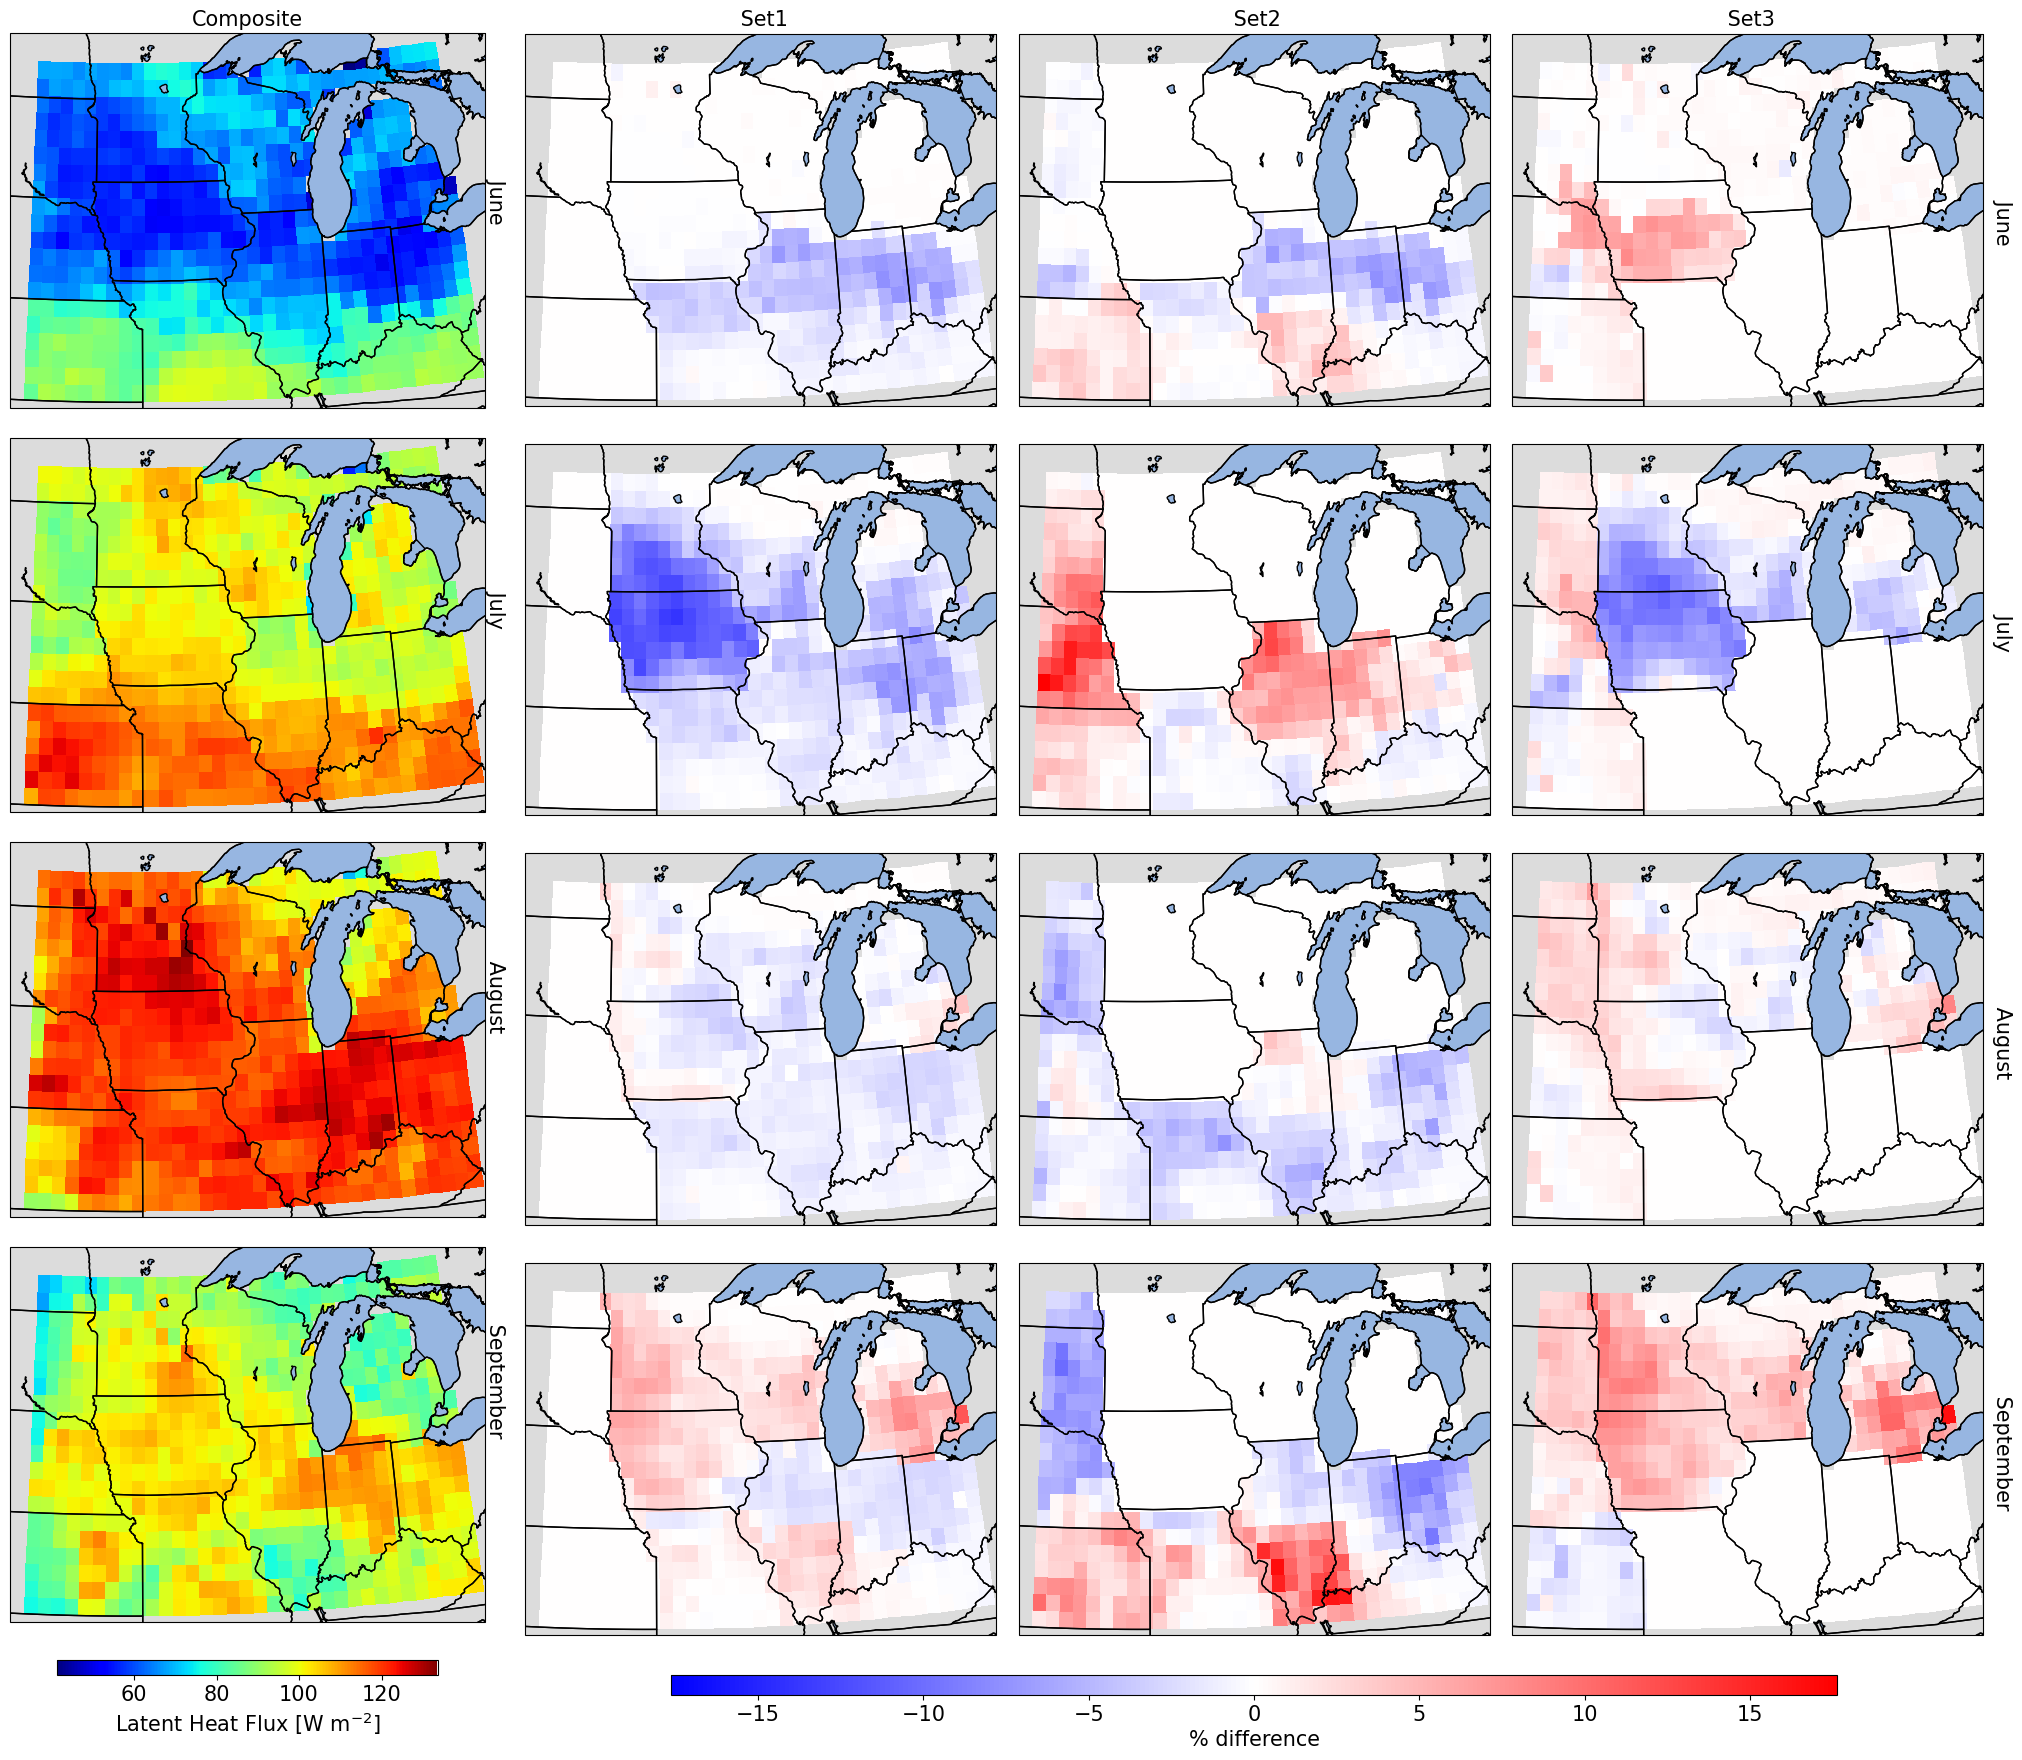 Composite Set1 Set2 Set3
June June
July July
August August
September September
60 80 100 120
Latent Heat Flux [W m⁻²]
−15 −10 −5 0 5 10 15
% difference